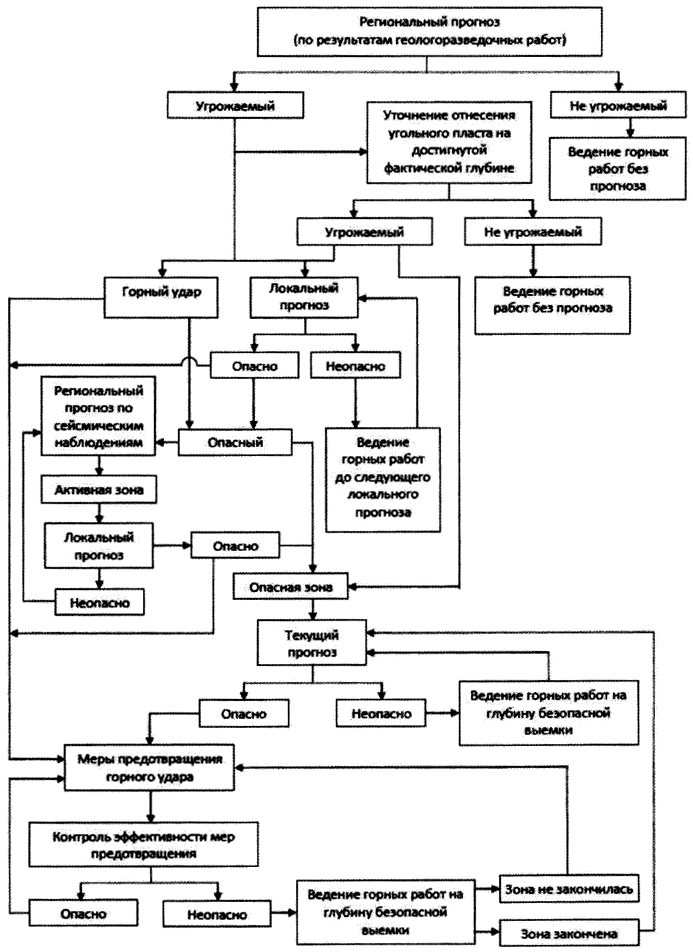 Региональный прогноз
(по результатам геологоразведочных работ)
Угрожаемый
Не угрожаемый
Уточнение отнесения
угольного пласта на
достигнутой
фактической глубине
Ведение горных
работ без
прогноза
Угрожаемый
Не угрожаемый
Горный удар
Локальный
прогноз
Ведение горных
работ без прогноза
Опасно
Неопасно
Региональный
прогноз по
сейсмическим
наблюдениям
Опасный
Ведение
горных работ
до следующего
локального
прогноза
Активная зона
Локальный
прогноз
Опасно
Неопасно
Опасная зона
Текущий
прогноз
Опасно
Неопасно
Ведение горных работ на
глубину безопасной
выемки
Меры предотвращения
горного удара
Контроль эффективности мер
предотвращения
Опасно
Неопасно
Ведение горных работ на
глубину безопасной
выемки
Зона не закончилась
Зона закончена